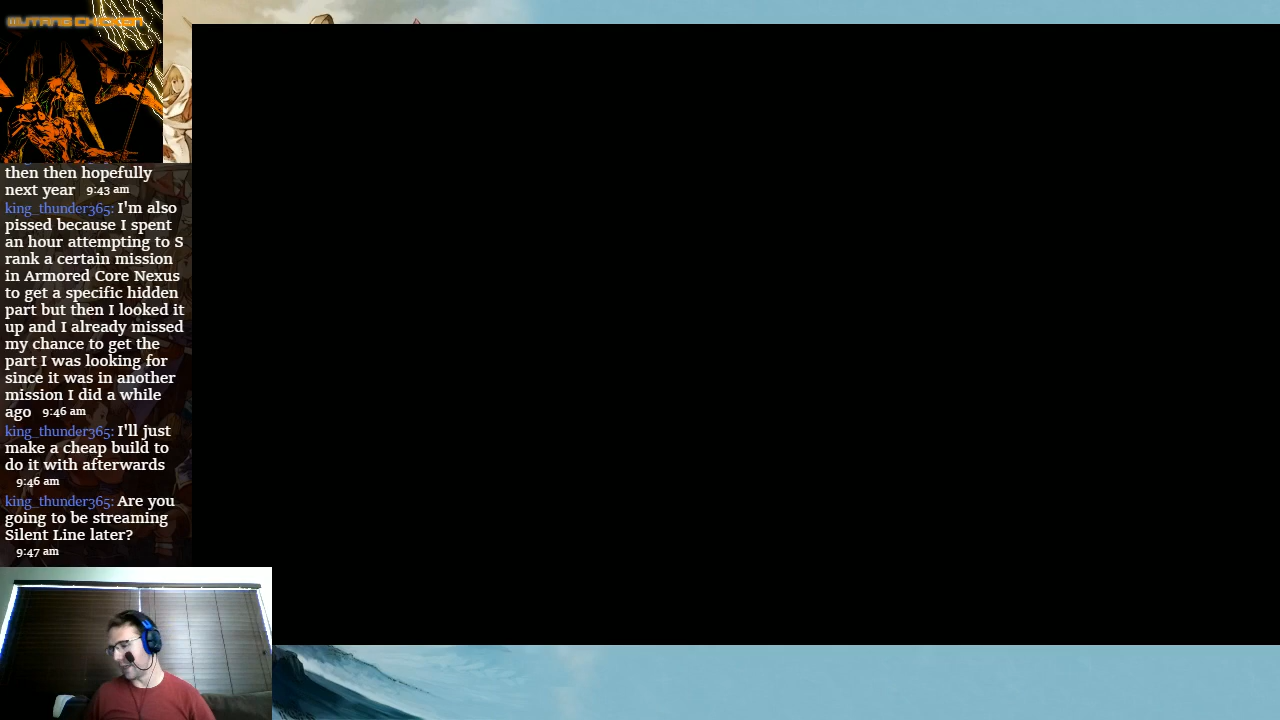 WUTANG CHICKEN
then then hopefully
next year 9:43 am
king_thunder365: I'm also
pissed because I spent
an hour attempting to S
rank a certain mission
in Armored Core Nexus
to get a specific hidden
part but then I looked it
up and I already missed
my chance to get the
part I was looking for
since it was in another
mission I did a while
ago 9:46 am
king_thunder365: I'll just
make a cheap build to
do it with afterwards
9:46 am
king_thunder365: Are you
going to be streaming
Silent Line later?
9:47 am